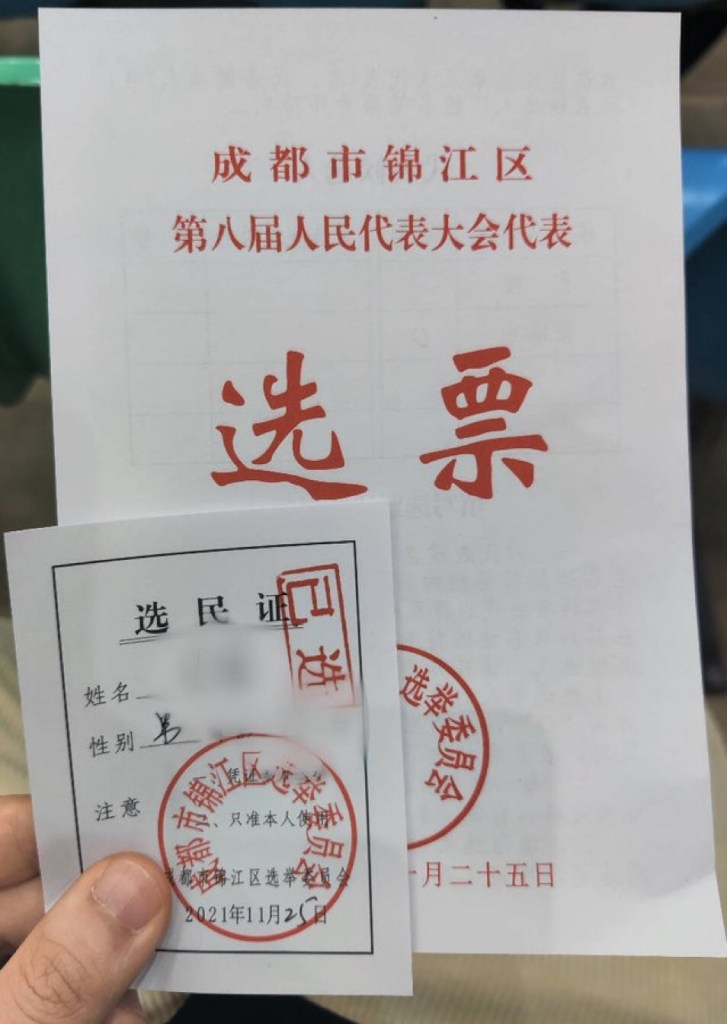 成都市锦江区
第八届人民代表大会代表
选票
选举委员会
月二十五日
选民证
已选
姓名
性别 男
注意
凭证
、只准本人使用
都市锦江区选举委员会
成都市锦江区选举委员会
2021年11月25日